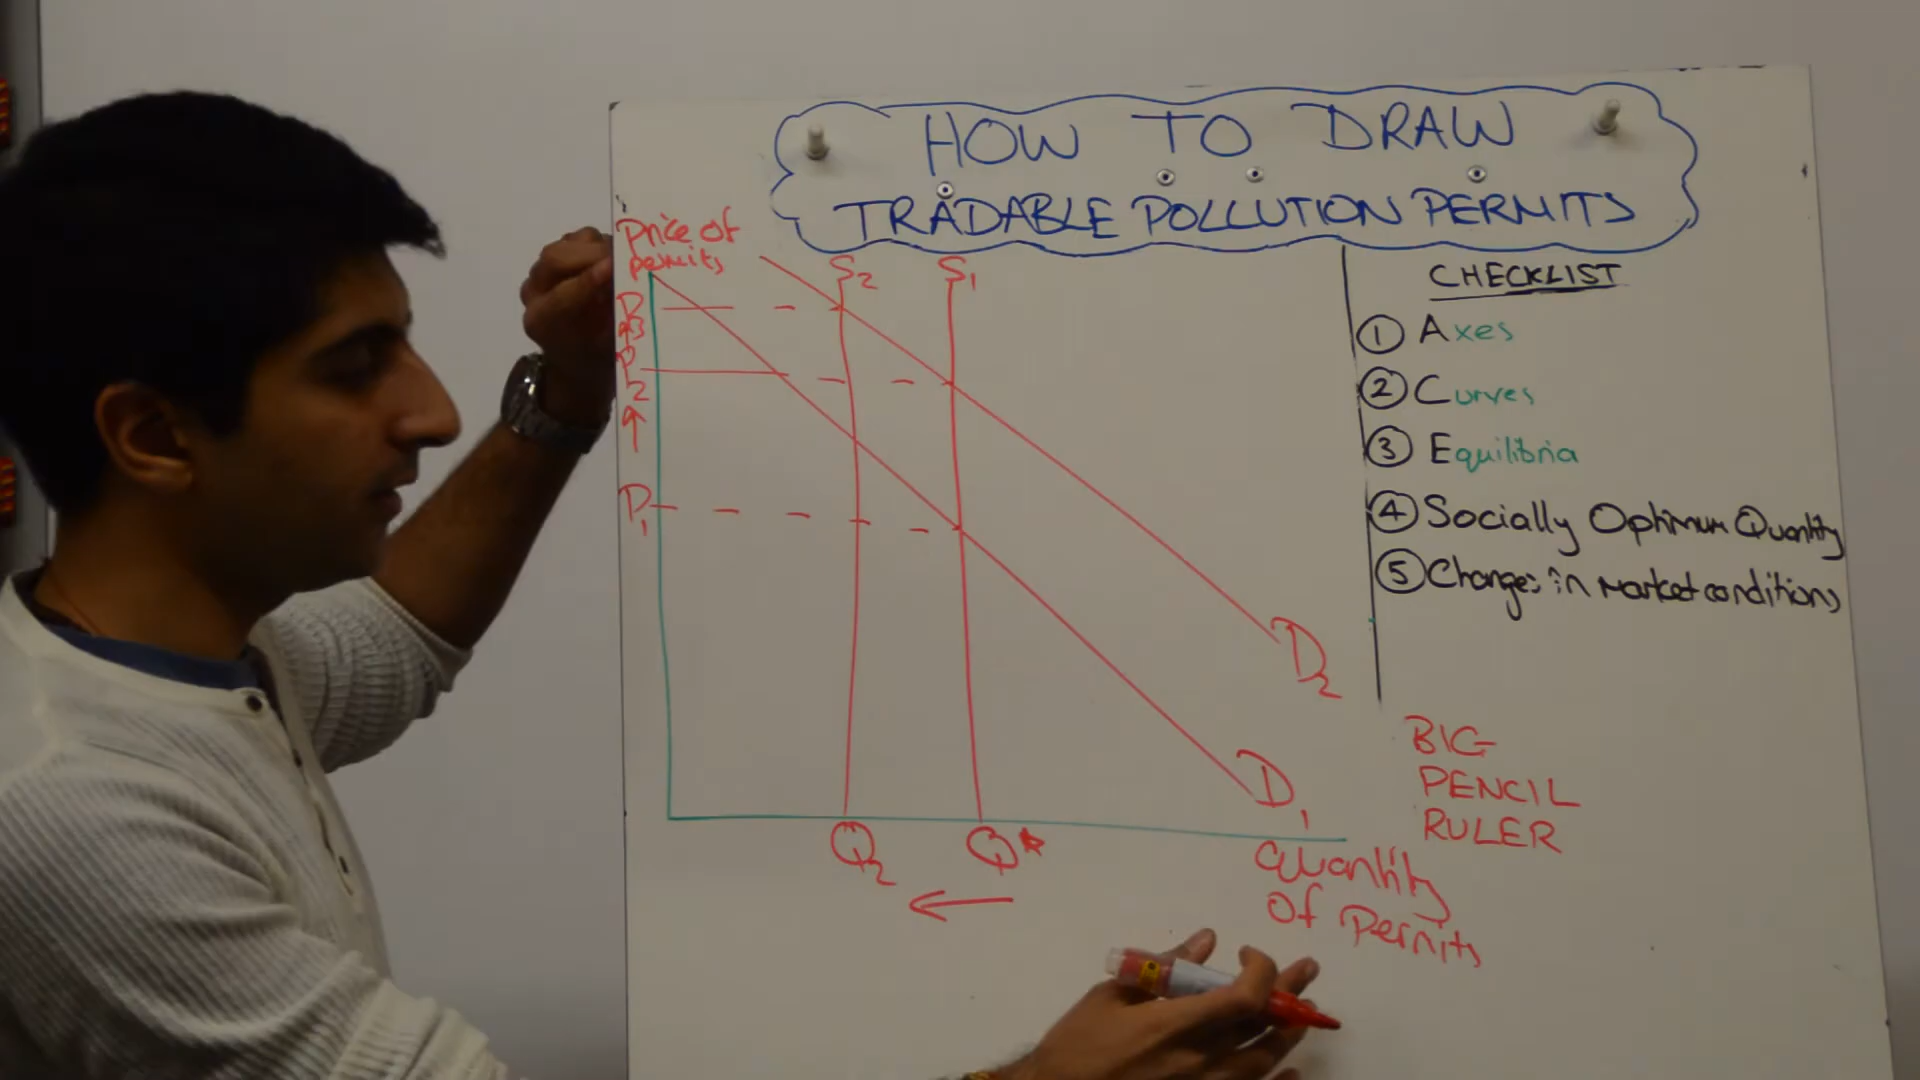 HOW TO DRAW
TRADABLE POLLUTION PERMITS
Price of
permits
S2
S1
P3
P2
P1
D2
D1
Q2
Q*
Quantity
Of Permits
CHECKLIST
1 Axes
2 Curves
3 Equilibria
4 Socially Optimum Quantity
5 Changes in Market conditions
BIG
PENCIL
RULER